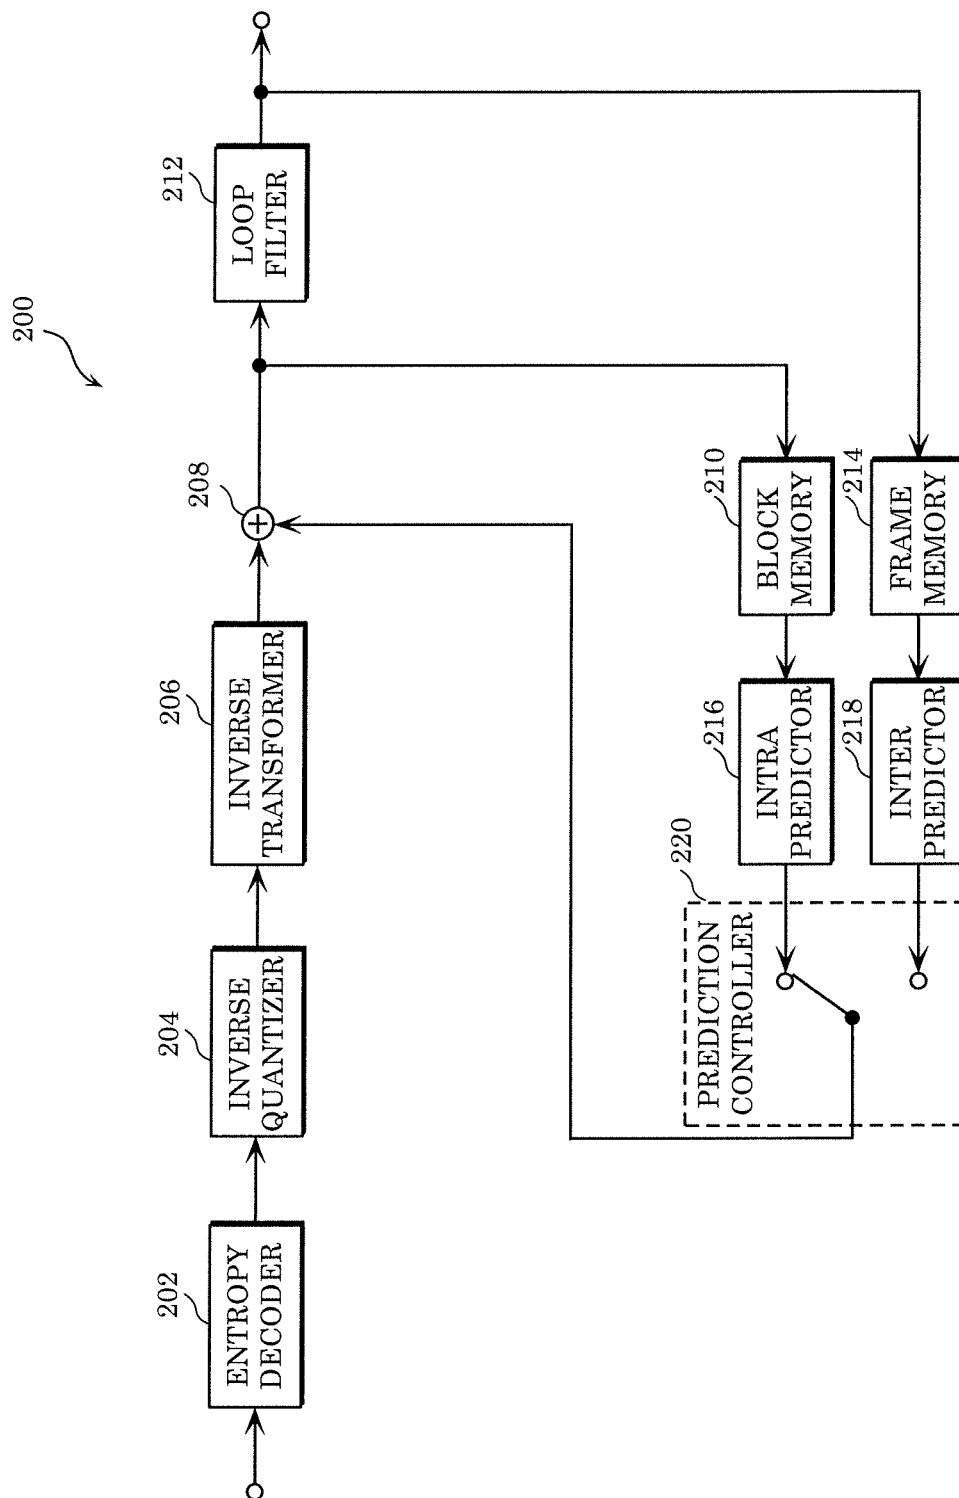 200
202
ENTROPY
DECODER
204
INVERSE
QUANTIZER
206
INVERSE
TRANSFORMER
208
+
212
LOOP
FILTER
220
PREDICTION
CONTROLLER
216
INTRA
PREDICTOR
210
BLOCK
MEMORY
218
INTER
PREDICTOR
214
FRAME
MEMORY